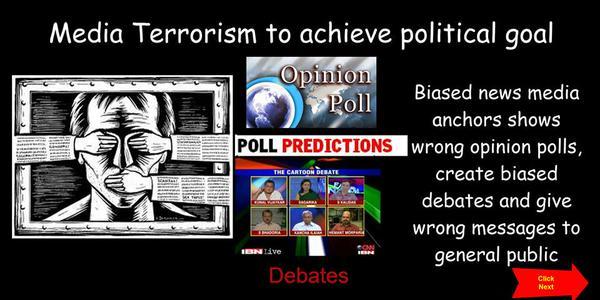 Media Terrorism to achieve political goal
Opinion
Poll
POLL PREDICTIONS
THE CARTOON DEBATE
KUNAL VIJAYKAR
SAGARIKA
S KALIDAS
S BHADORIA
KANCHA ILAIAH
HEMANT MORPARIA
IBN Live
CNN
IBN
Debates
Biased news media
anchors shows
wrong opinion polls,
create biased
debates and give
wrong messages to
general public
Click
Next